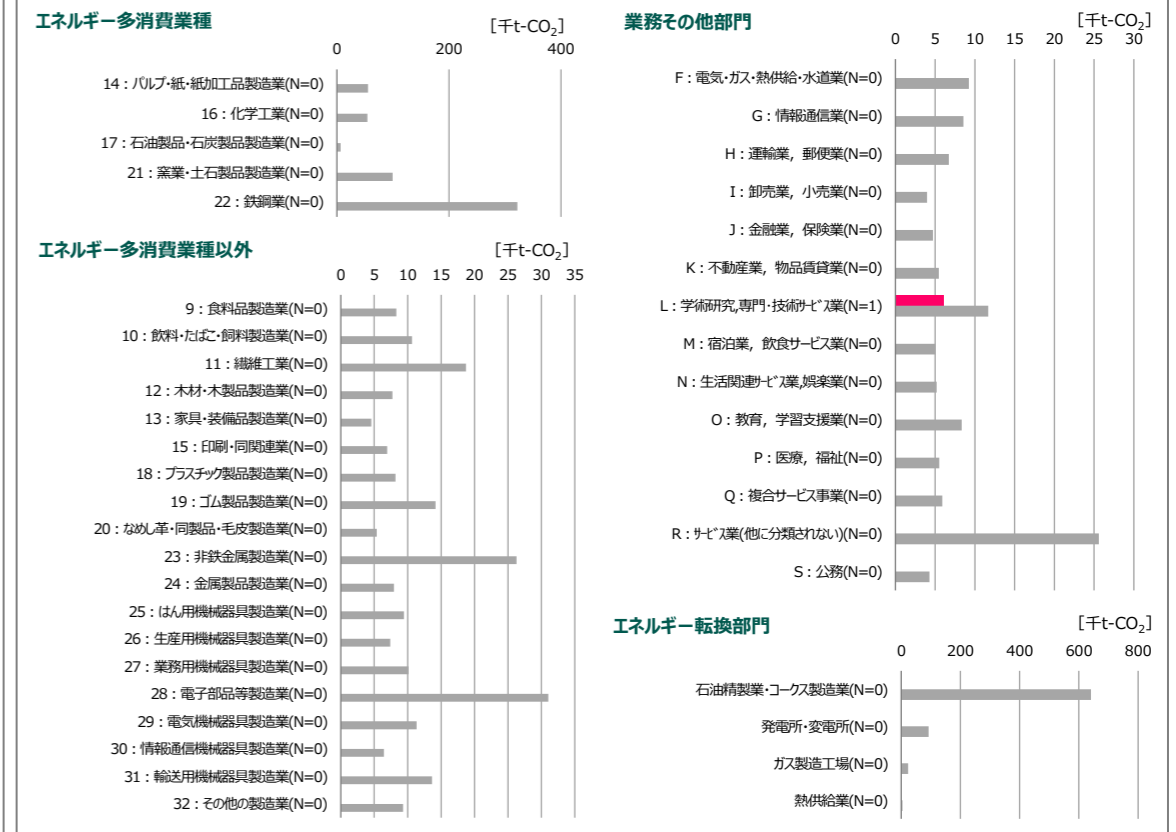 エネルギー多消費業種
[千t-CO2]
0 200 400
14:パルプ・紙・紙加工品製造業(N=0)
16:化学工業(N=0)
17:石油製品・石炭製品製造業(N=0)
21:窯業・土石製品製造業(N=0)
22:鉄鋼業(N=0)
エネルギー多消費業種以外
[千t-CO2]
0 5 10 15 20 25 30 35
9:食料品製造業(N=0)
10:飲料・たばこ・飼料製造業(N=0)
11:繊維工業(N=0)
12:木材・木製品製造業(N=0)
13:家具・装備品製造業(N=0)
15:印刷・同関連業(N=0)
18:プラスチック製品製造業(N=0)
19:ゴム製品製造業(N=0)
20:なめし革・同製品・毛皮製造業(N=0)
23:非鉄金属製造業(N=0)
24:金属製品製造業(N=0)
25:はん用機械器具製造業(N=0)
26:生産用機械器具製造業(N=0)
27:業務用機械器具製造業(N=0)
28:電子部品等製造業(N=0)
29:電気機械器具製造業(N=0)
30:情報通信機械器具製造業(N=0)
31:輸送用機械器具製造業(N=0)
32:その他の製造業(N=0)
業務その他部門
[千t-CO2]
0 5 10 15 20 25 30
F:電気・ガス・熱供給・水道業(N=0)
G:情報通信業(N=0)
H:運輸業，郵便業(N=0)
I:卸売業，小売業(N=0)
J:金融業，保険業(N=0)
K:不動産業，物品賃貸業(N=0)
L:学術研究,専門・技術サービス業(N=1)
M:宿泊業，飲食サービス業(N=0)
N:生活関連サービス業,娯楽業(N=0)
O:教育，学習支援業(N=0)
P:医療，福祉(N=0)
Q:複合サービス事業(N=0)
R:サービス業(他に分類されない)(N=0)
S:公務(N=0)
エネルギー転換部門
[千t-CO2]
0 200 400 600 800
石油精製業・コークス製造業(N=0)
発電所・変電所(N=0)
ガス製造工場(N=0)
熱供給業(N=0)